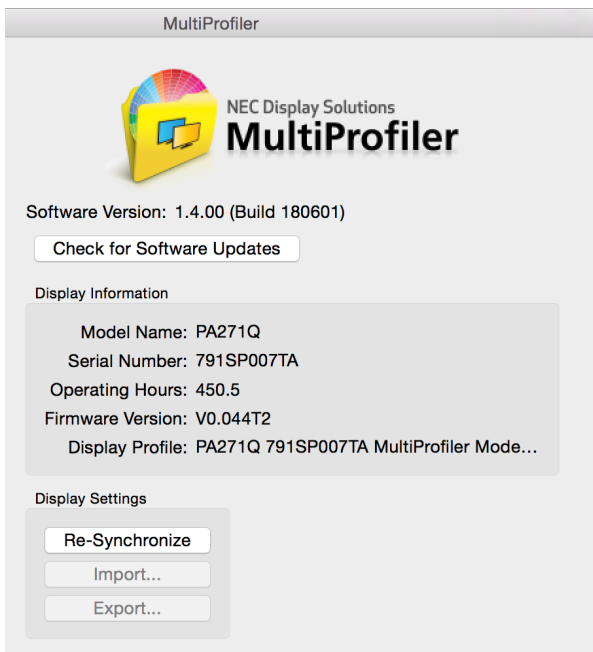 MultiProfiler
NEC Display Solutions
MultiProfiler
Software Version: 1.4.00 (Build 180601)
Check for Software Updates
Display Information
Model Name: PA271Q
Serial Number: 791SP007TA
Operating Hours: 450.5
Firmware Version: V0.044T2
Display Profile: PA271Q 791SP007TA MultiProfiler Mode...
Display Settings
Re-Synchronize
Import...
Export...